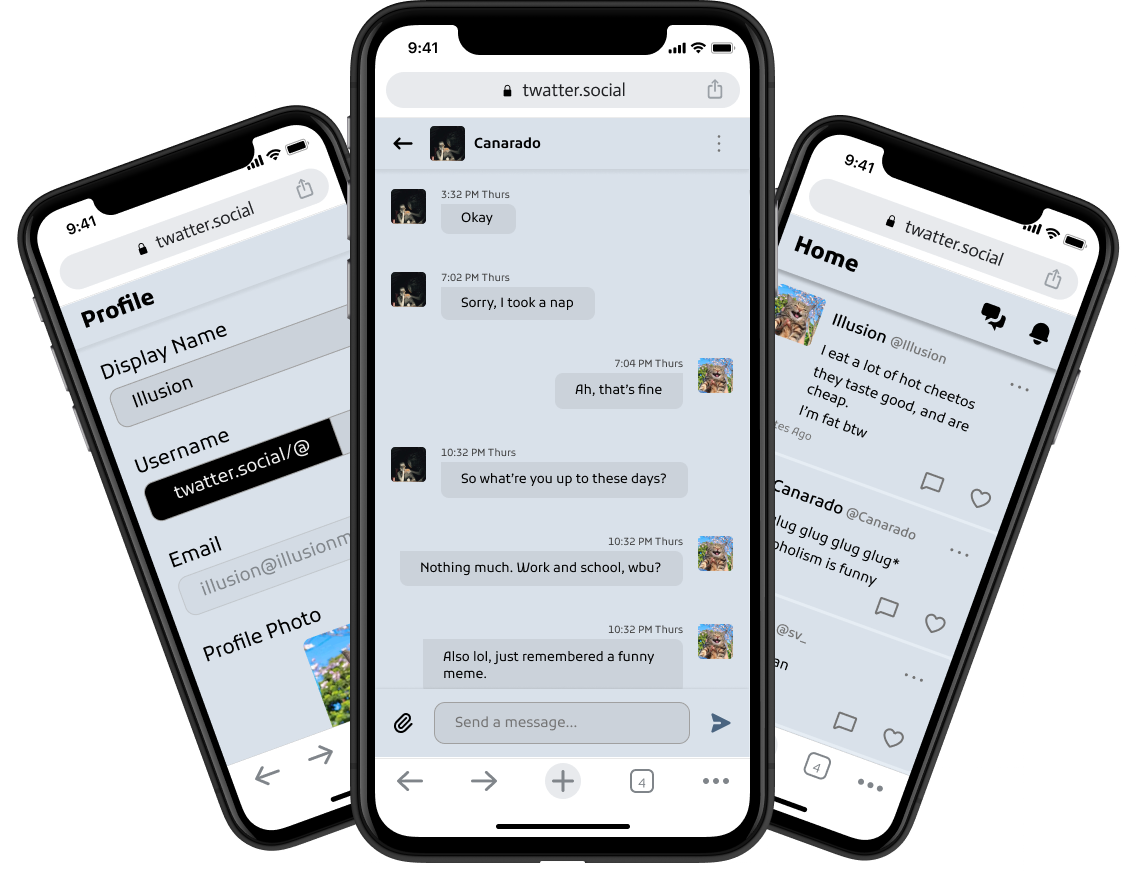 9:41
twatter.social
Profile
Display Name
Illusion
Username
twatter.social/@
Email
illusion@illusionm
Profile Photo
9:41
twatter.social
Canarado
3:32 PM Thurs
Okay
7:02 PM Thurs
Sorry, I took a nap
7:04 PM Thurs
Ah, that's fine
10:32 PM Thurs
So what're you up to these days?
10:32 PM Thurs
Nothing much. Work and school, wbu?
10:32 PM Thurs
Also lol, just remembered a funny
meme.
Send a message...
4
9:41
twatter.social
Home
Illusion @Illusion
I eat a lot of hot cheetos
they taste good, and are
cheap.
I'm fat btw
Ago
Canarado @Canarado
glug glug glug*
is funny
@sv_
4